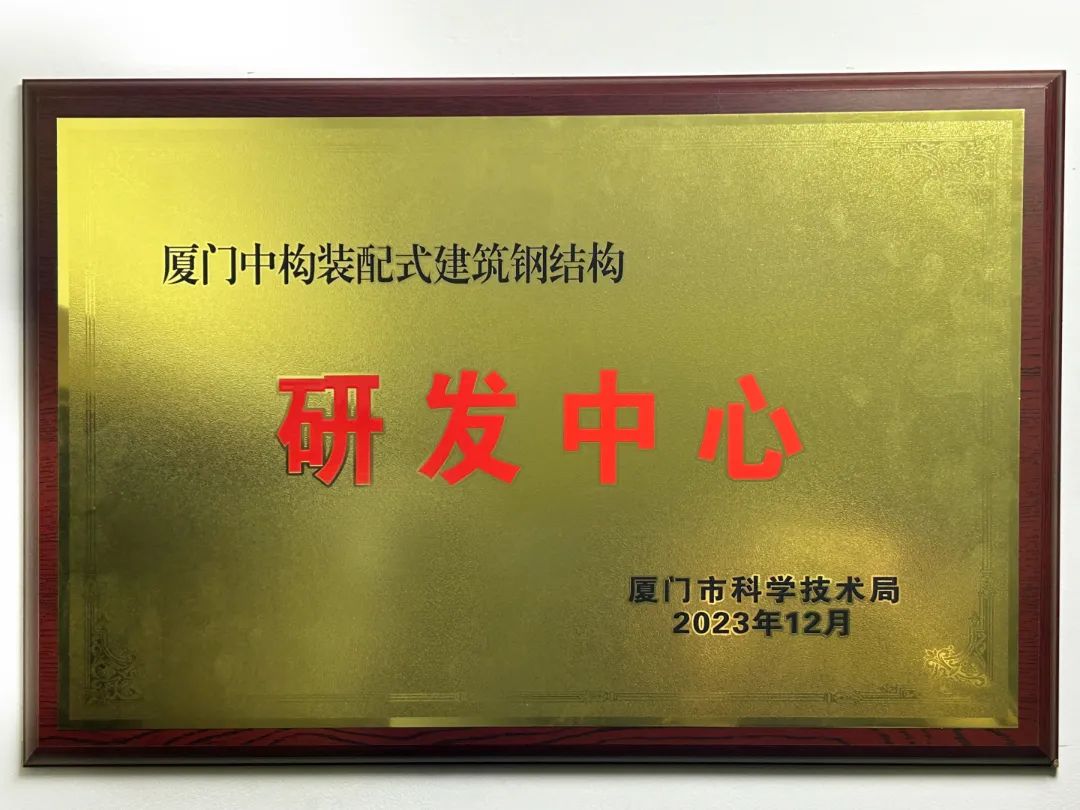 厦门中构装配式建筑钢结构
研发中心
厦门市科学技术局
2023年12月